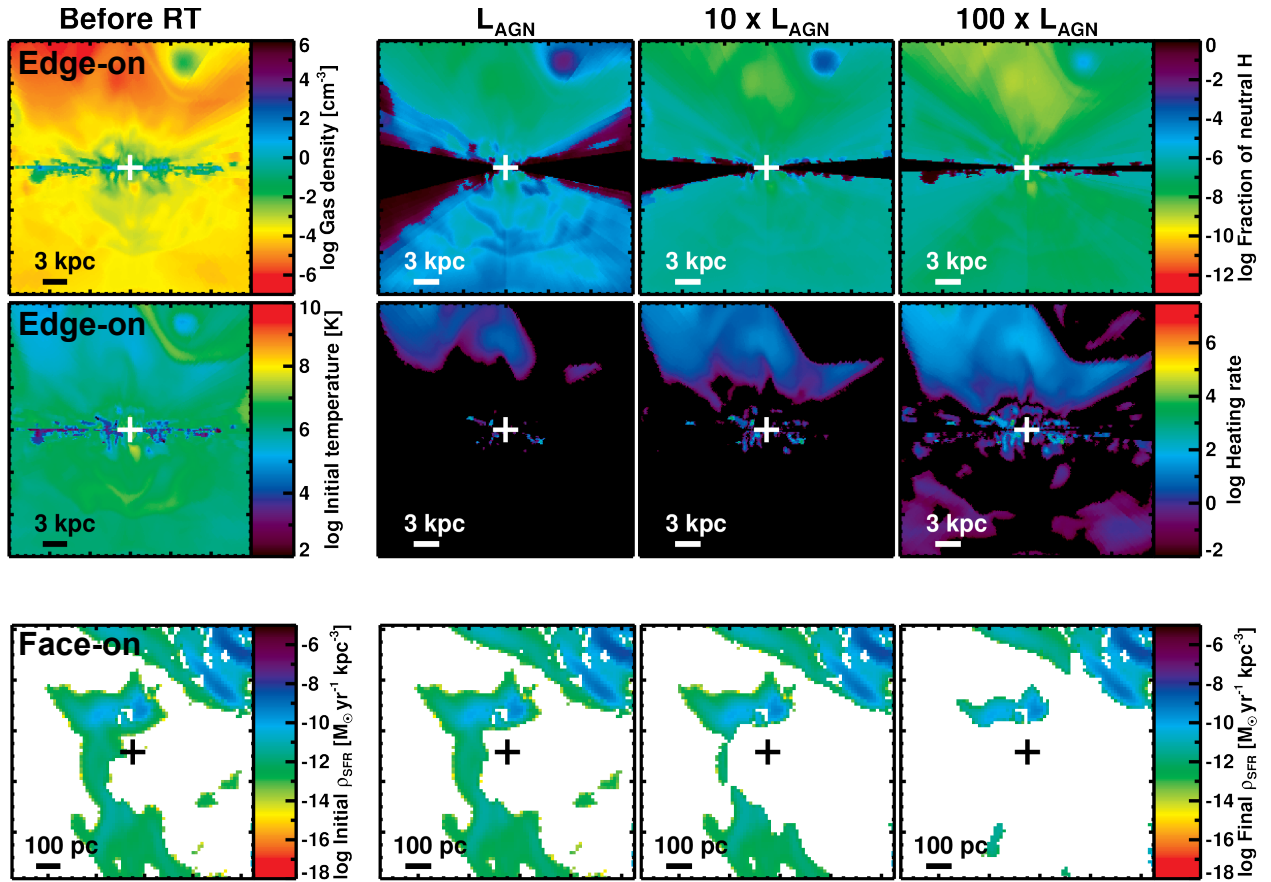 Before RT
L_AGN
10 x L_AGN
100 x L_AGN
Edge-on
3 kpc
6
4
2
0
-2
-4
-6
log Gas density [cm⁻³]
3 kpc
3 kpc
3 kpc
0
-2
-4
-6
-8
-10
-12
log Fraction of neutral H
Edge-on
3 kpc
10
8
6
4
2
log Initial temperature [K]
3 kpc
3 kpc
3 kpc
6
4
2
0
-2
log Heating rate
Face-on
100 pc
-6
-8
-10
-12
-14
-16
-18
log Initial ρ_SFR [M_⊙ yr⁻¹ kpc⁻³]
100 pc
100 pc
100 pc
-6
-8
-10
-12
-14
-16
-18
log Final ρ_SFR [M_⊙ yr⁻¹ kpc⁻³]